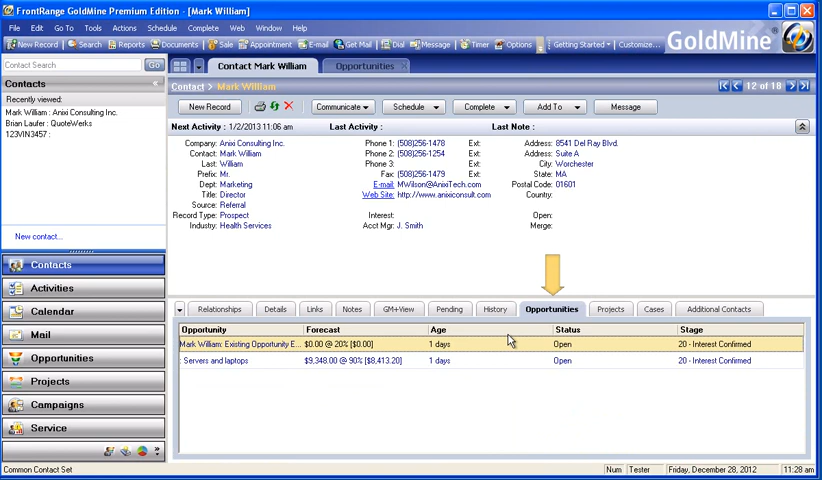 FrontRange GoldMine Premium Edition - [Mark William]
File Edit Go To Tools Actions Schedule Complete Web Window Help
New Record Search Reports Documents Sale Appointment E-mail Get Mail Dial Message Timer Options Getting Started Customize...
GoldMine
Contact Search Go
Contact Mark William Opportunities
Contacts
Recently viewed:
Mark William : Anixi Consulting Inc.
Brian Laufer : QuoteWerks
123VIN3457 :
New contact...
Contacts
Activities
Calendar
Mail
Opportunities
Projects
Campaigns
Service
Contact > Mark William
12 of 18
New Record Communicate Schedule Complete Add To Message
Next Activity : 1/2/2013 11:06 am Last Activity : Last Note :
Company: Anixi Consulting Inc. Phone 1: (508)256-1478 Ext: Address: 8541 Del Ray Blvd.
Contact: Mark William Phone 2: (508)256-1254 Ext: Address: Suite A
Last: William Phone 3: Ext: City: Worchester
Prefix: Mr. Fax: (508)256-1479 Ext: State: MA
Dept: Marketing E-mail: MWilson@AnixiTech.com Postal Code: 01601
Title: Director Web Site: http://www.anixiconsult.com Country:
Source: Referral
Record Type: Prospect Interest: Open:
Industry: Health Services Acct Mgr: J. Smith Merge:
Relationships Details Links Notes GM+View Pending History Opportunities Projects Cases Additional Contacts
Opportunity Forecast Age Status Stage
Mark William: Existing Opportunity E... $0.00 @ 20% [$0.00] 1 days Open 20 - Interest Confirmed
: Servers and laptops $9,348.00 @ 90% [$8,413.20] 1 days Open 20 - Interest Confirmed
Common Contact Set Num Tester Friday, December 28, 2012 11:28 am